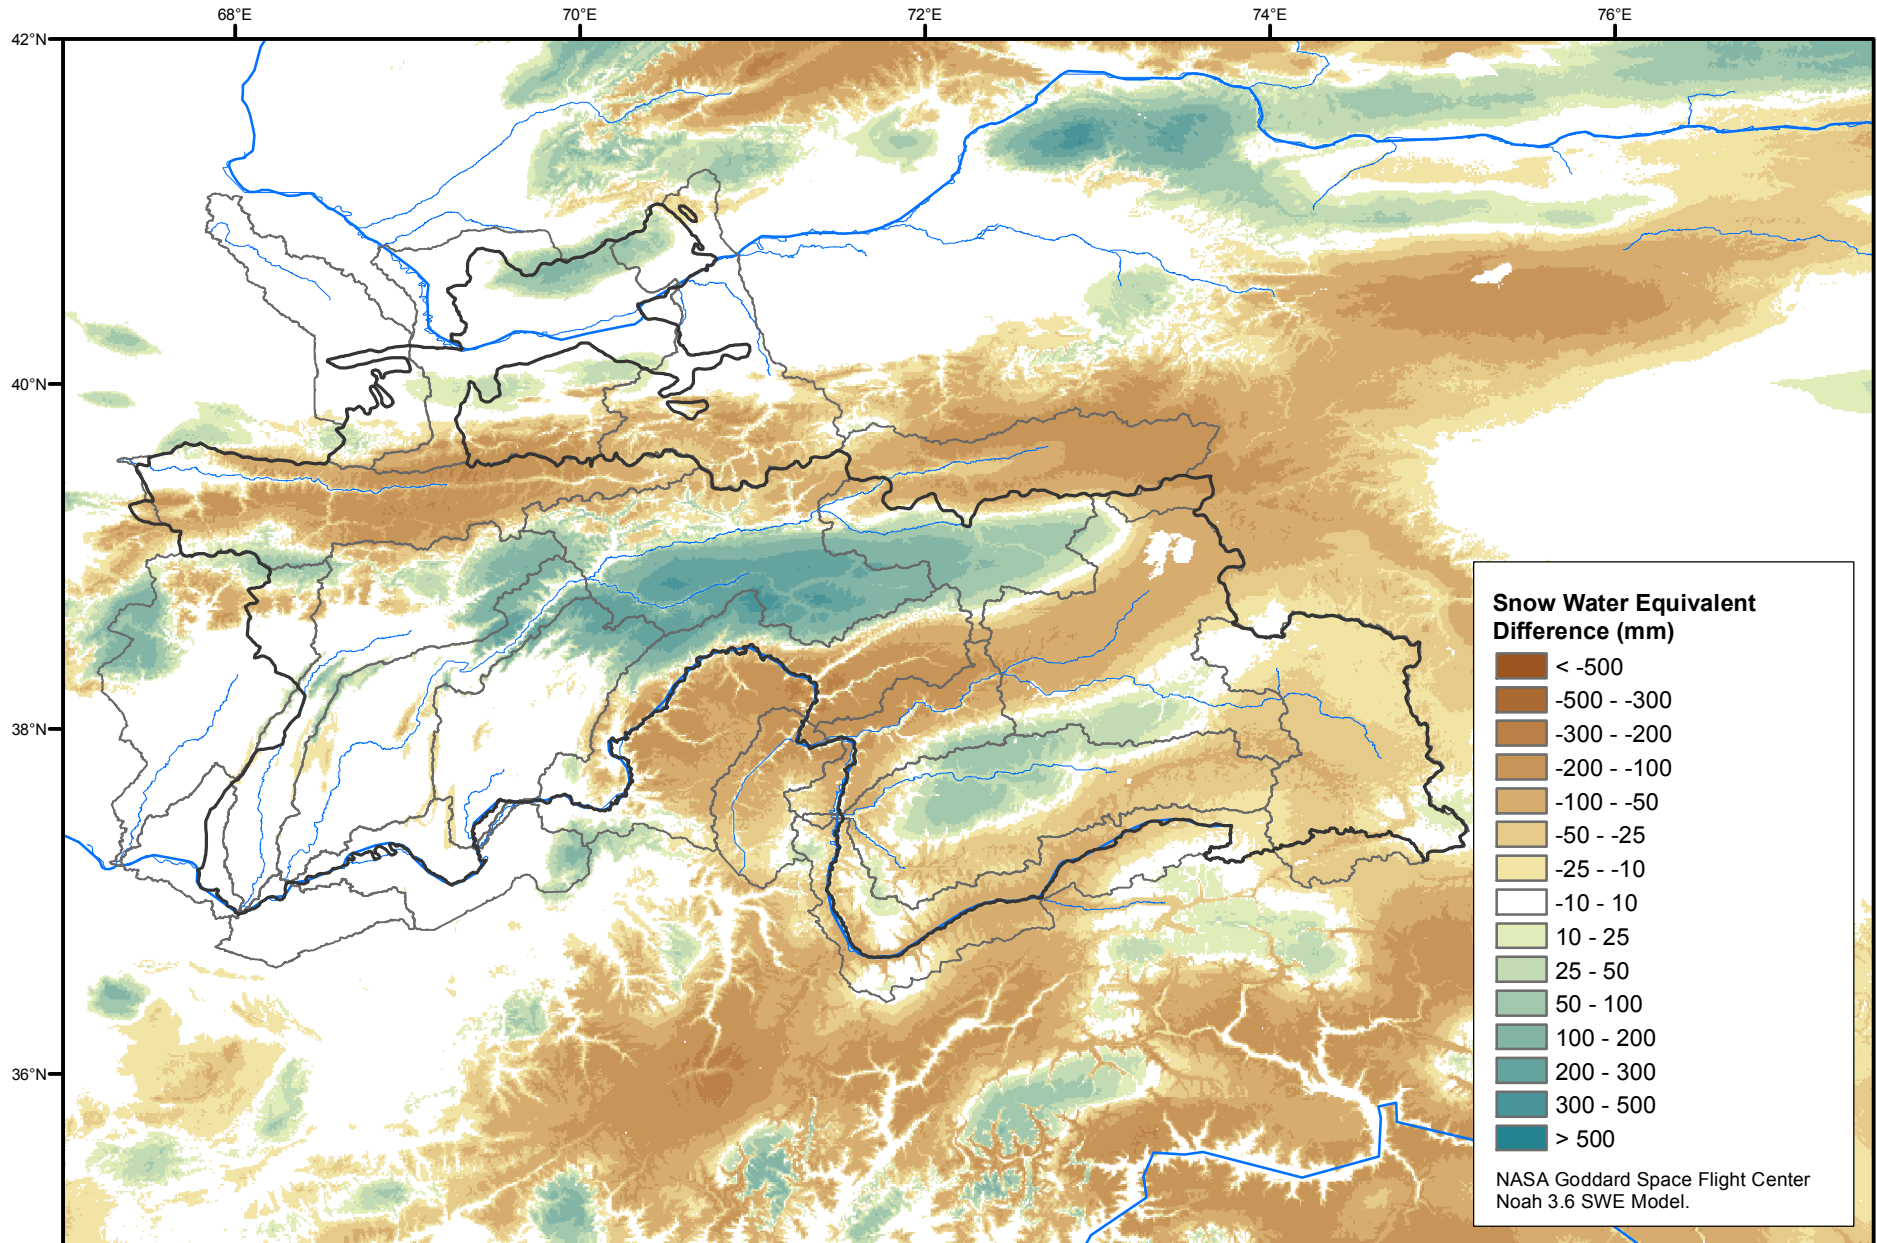 68°E 70°E 72°E 74°E 76°E
42°N
40°N
38°N
36°N
Snow Water Equivalent
Difference (mm)
< -500
-500 - -300
-300 - -200
-200 - -100
-100 - -50
-50 - -25
-25 - -10
-10 - 10
10 - 25
25 - 50
50 - 100
100 - 200
200 - 300
300 - 500
> 500
NASA Goddard Space Flight Center
Noah 3.6 SWE Model.